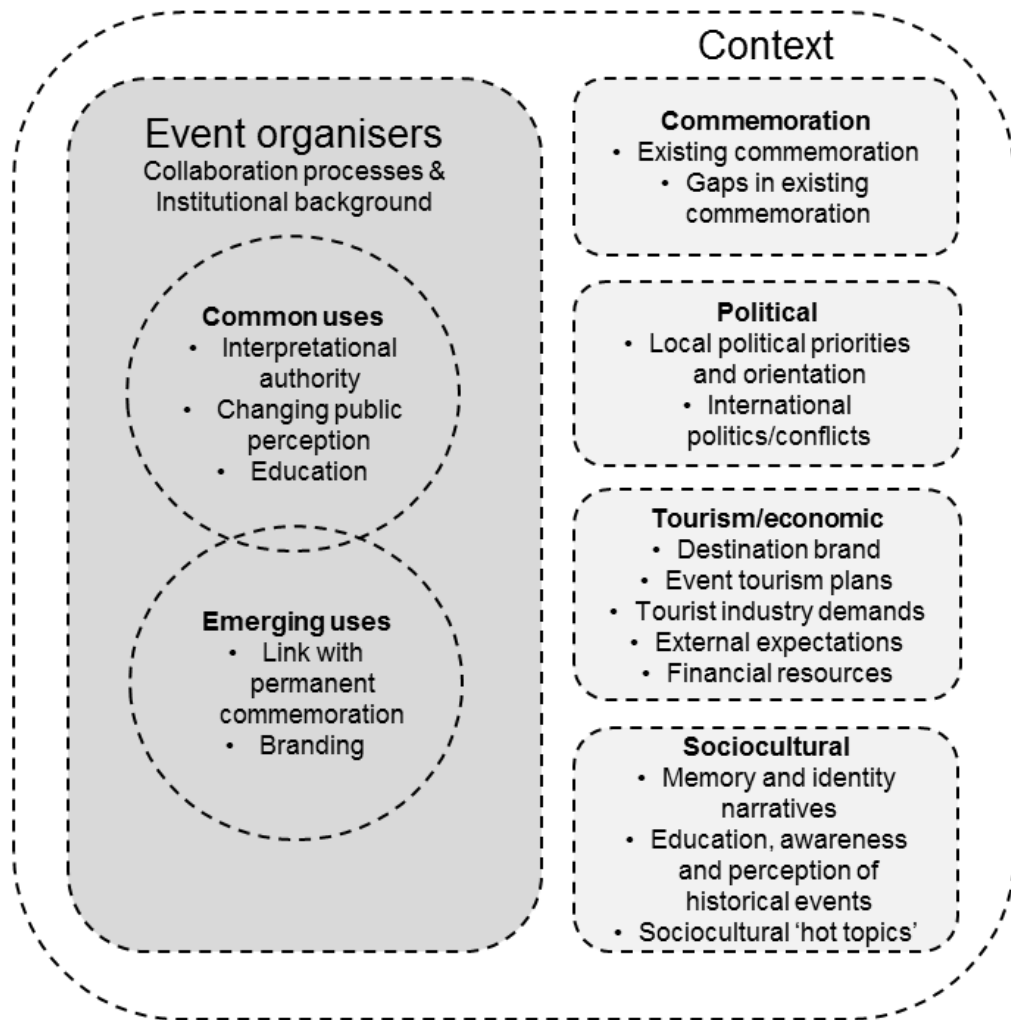 Context
Event organisers
Collaboration processes &
Institutional background
Common uses
• Interpretational
authority
• Changing public
perception
• Education
Emerging uses
• Link with
permanent
commemoration
• Branding
Commemoration
• Existing commemoration
• Gaps in existing
commemoration
Political
• Local political priorities
and orientation
• International
politics/conflicts
Tourism/economic
• Destination brand
• Event tourism plans
• Tourist industry demands
• External expectations
• Financial resources
Sociocultural
• Memory and identity
narratives
• Education, awareness
and perception of
historical events
• Sociocultural ‘hot topics’